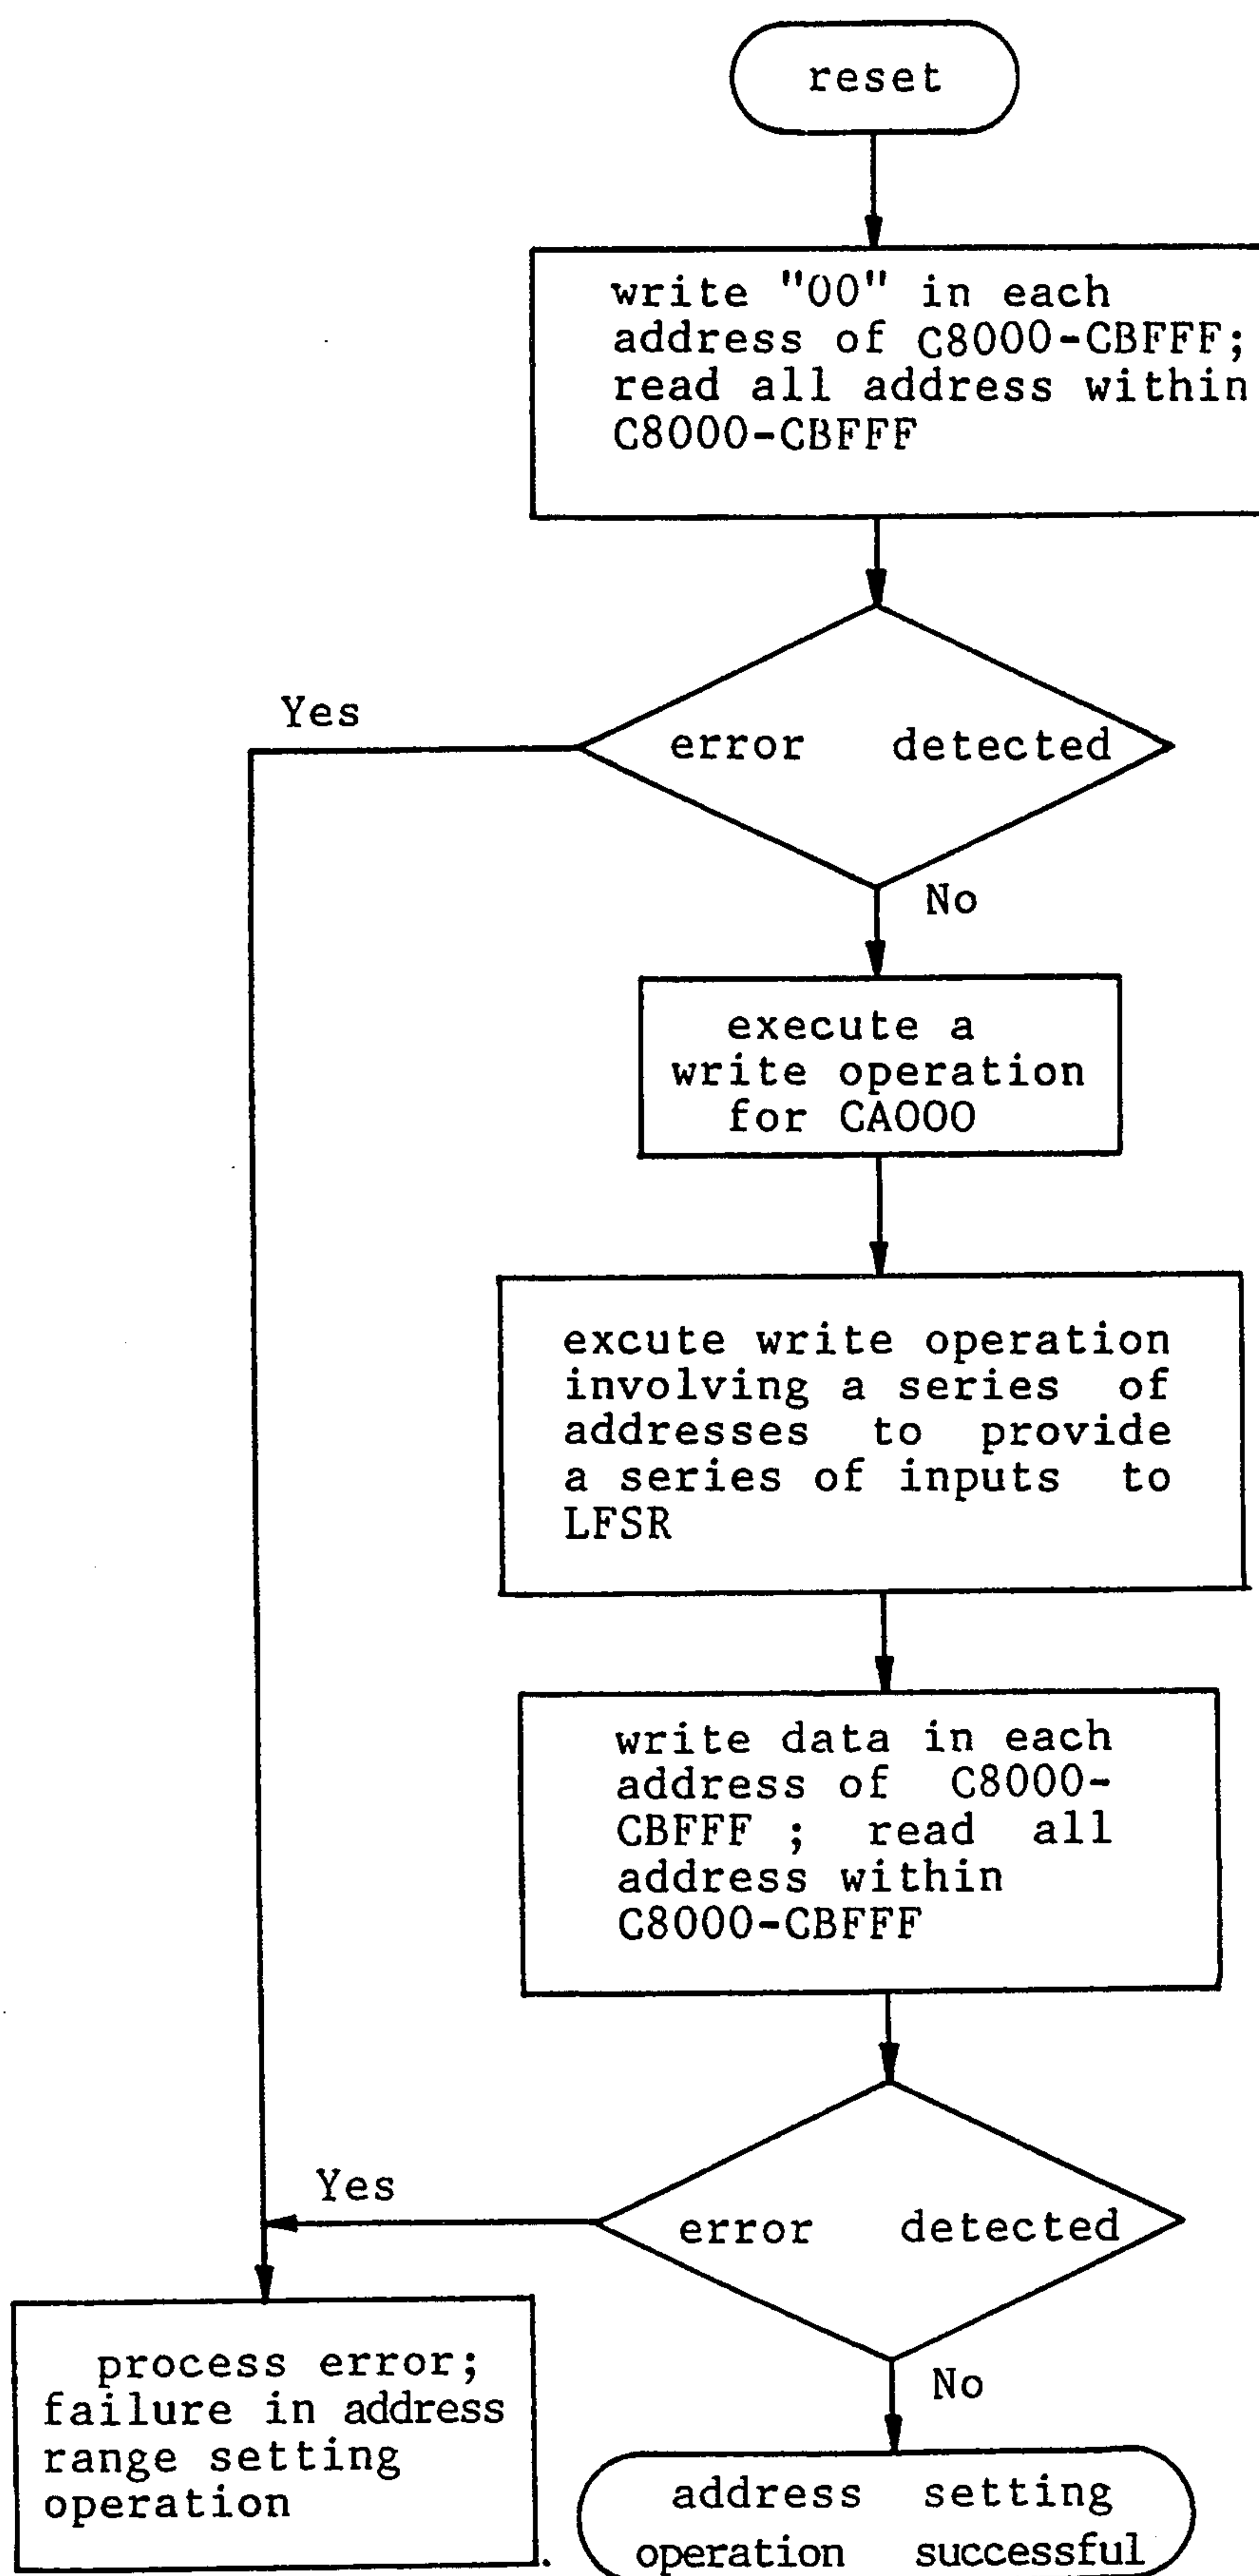 reset
write "00" in each
address of C8000-CBFFF;
read all address within
C8000-CBFFF
Yes
error detected
No
execute a
write operation
for CA000
excute write operation
involving a series of
addresses to provide
a series of inputs to
LFSR
write data in each
address of C8000-
CBFFF ; read all
address within
C8000-CBFFF
Yes
error detected
No
process error;
failure in address
range setting
operation
address setting
operation successful